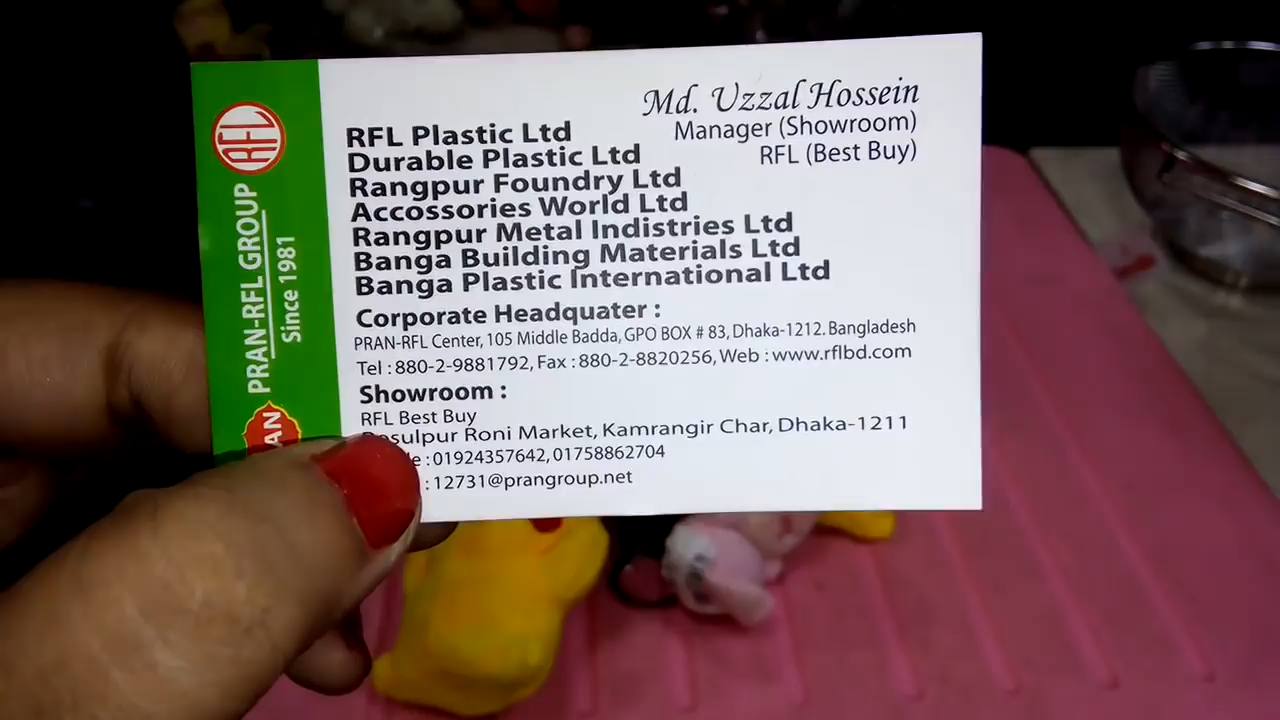 RFL
PRAN-RFL GROUP
Since 1981
Md. Uzzal Hossein
Manager (Showroom)
RFL (Best Buy)
RFL Plastic Ltd
Durable Plastic Ltd
Rangpur Foundry Ltd
Accossories World Ltd
Rangpur Metal Indistries Ltd
Banga Building Materials Ltd
Banga Plastic International Ltd
Corporate Headquater :
PRAN-RFL Center, 105 Middle Badda, GPO BOX # 83, Dhaka-1212. Bangladesh
Tel : 880-2-9881792, Fax : 880-2-8820256, Web : www.rflbd.com
Showroom :
RFL Best Buy
Roni Market, Kamrangir Char, Dhaka-1211
: 01924357642, 01758862704
: 12731@prangroup.net